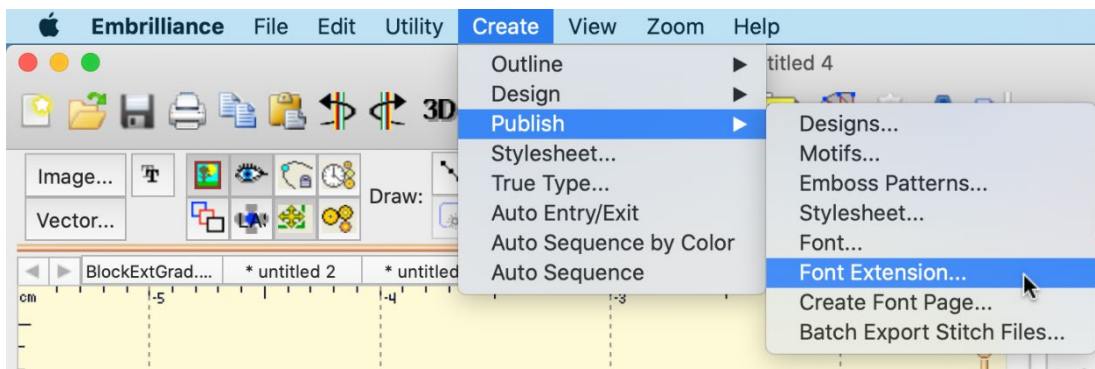 Embrilliance File Edit Utility Create View Zoom Help
titled 4
Outline
Design
Publish
Stylesheet...
True Type...
Auto Entry/Exit
Auto Sequence by Color
Auto Sequence
Designs...
Motifs...
Emboss Patterns...
Stylesheet...
Font...
Font Extension...
Create Font Page...
Batch Export Stitch Files...
3D
Image...
Vector...
Draw:
BlockExtGrad.... * untitled 2 * untitled
cm -5 -4 -3